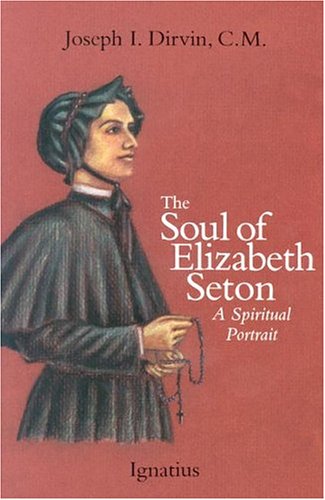 Joseph I. Dirvin, C.M.
The
Soul of
Elizabeth
Seton
A Spiritual
Portrait
Ignatius